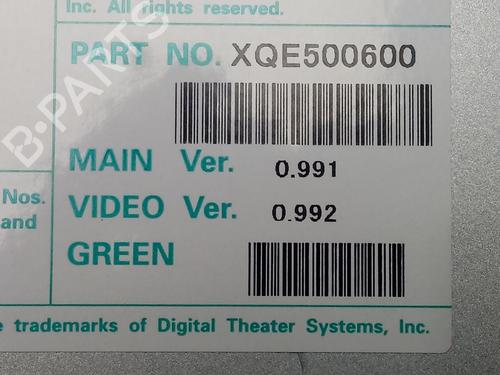 Inc. All rights reserved.
PART NO. XQE500600
MAIN Ver. 0.991
Nos.
and
VIDEO Ver. 0.992
GREEN
trademarks of Digital Theater Systems, Inc.
B-PARTS